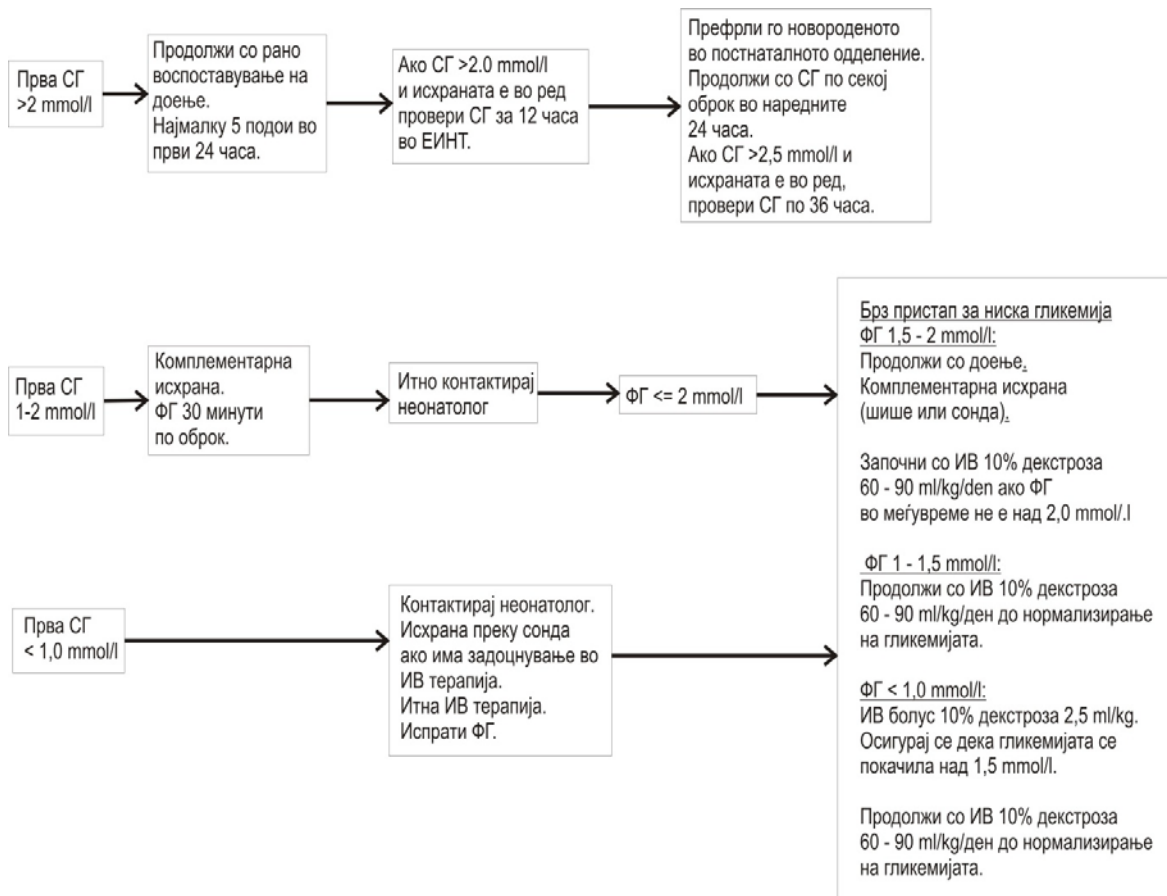 Прва СГ
>2 mmol/l
Продолжи со рано
воспоставување на
доење.
Најмалку 5 подои во
први 24 часа.
Ако СГ >2.0 mmol/l
и исхраната е во ред
провери СГ за 12 часа
во ЕИНТ.
Префрли го новороденото
во постнаталното одделение.
Продолжи со СГ по секој
оброк во наредните
24 часа.
Ако СГ >2,5 mmol/l и
исхраната е во ред,
провери СГ по 36 часа.
Прва СГ
1-2 mmol/l
Комплементарна
исхрана.
ФГ 30 минути
по оброк.
Итно контактирај
неонатолог
ФГ <= 2 mmol/l
Брз пристап за ниска гликемија
ФГ 1,5 - 2 mmol/l:
Продолжи со доење.
Комплементарна исхрана
(шише или сонда).
Започни со ИВ 10% декстроза
60 - 90 ml/kg/den ако ФГ
во меѓувреме не е над 2,0 mmol/.l
ФГ 1 - 1,5 mmol/l:
Продолжи со ИВ 10% декстроза
60 - 90 ml/kg/ден до нормализирање
на гликемијата.
ФГ < 1,0 mmol/l:
ИВ болус 10% декстроза 2,5 ml/kg.
Осигурај се дека гликемијата се
покачила над 1,5 mmol/l.
Продолжи со ИВ 10% декстроза
60 - 90 ml/kg/ден до нормализирање
на гликемијата.
Прва СГ
< 1,0 mmol/l
Контактирај неонатолог.
Исхрана преку сонда
ако има задоцнување во
ИВ терапија.
Итна ИВ терапија.
Испрати ФГ.